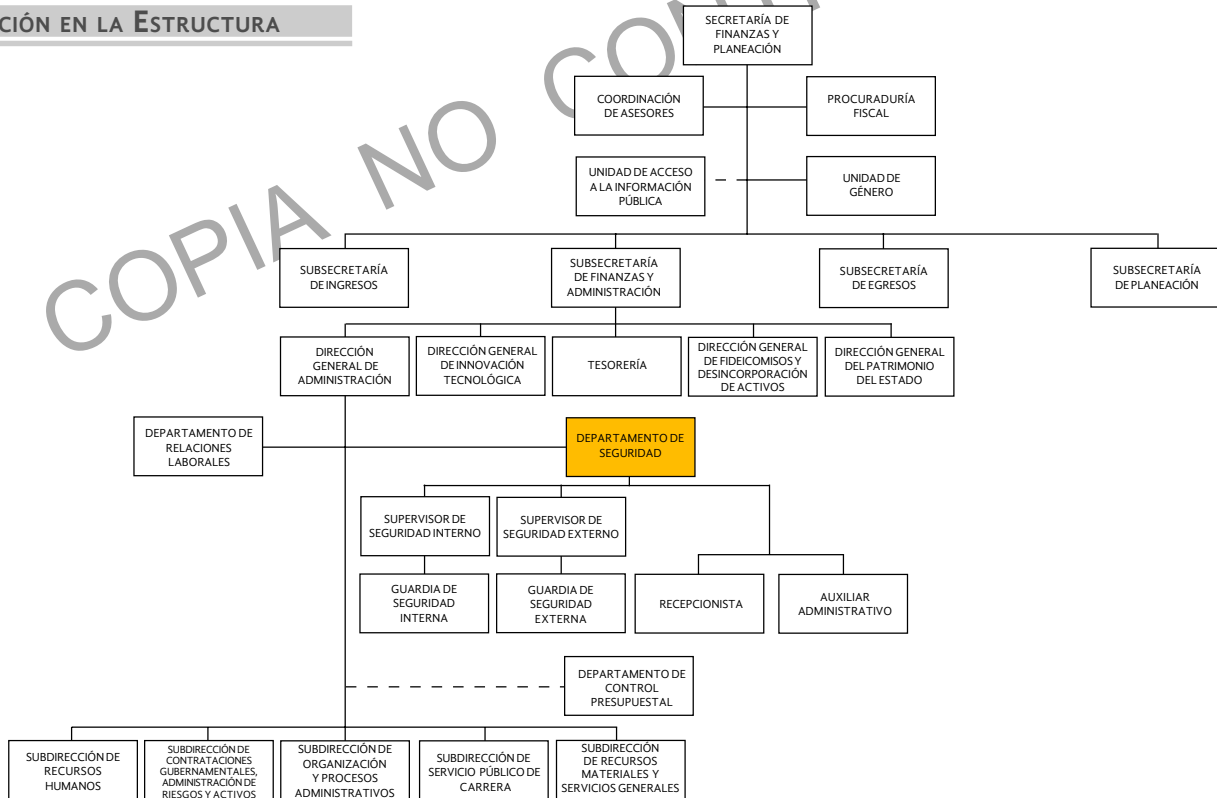 CIÓN EN LA ESTRUCTURA
COPIA NO
SECRETARÍA DE
FINANZAS Y
PLANEACIÓN
COORDINACIÓN
DE ASESORES
PROCURADURÍA
FISCAL
UNIDAD DE ACCESO
A LA INFORMACIÓN
PÚBLICA
UNIDAD DE
GÉNERO
SUBSECRETARÍA
DE INGRESOS
SUBSECRETARÍA
DE FINANZAS Y
ADMINISTRACIÓN
SUBSECRETARÍA
DE EGRESOS
SUBSECRETARÍA
DE PLANEACIÓN
DIRECCIÓN
GENERAL DE
ADMINISTRACIÓN
DIRECCIÓN GENERAL
DE INNOVACIÓN
TECNOLÓGICA
TESORERÍA
DIRECCIÓN GENERAL
DE FIDEICOMISOS Y
DESINCORPORACIÓN
DE ACTIVOS
DIRECCIÓN GENERAL
DEL PATRIMONIO
DEL ESTADO
DEPARTAMENTO DE
RELACIONES
LABORALES
DEPARTAMENTO DE
SEGURIDAD
SUPERVISOR DE
SEGURIDAD INTERNO
SUPERVISOR DE
SEGURIDAD EXTERNO
GUARDIA DE
SEGURIDAD
INTERNA
GUARDIA DE
SEGURIDAD
EXTERNA
RECEPCIONISTA
AUXILIAR
ADMINISTRATIVO
DEPARTAMENTO DE
CONTROL
PRESUPUESTAL
SUBDIRECCIÓN DE
RECURSOS
HUMANOS
SUBDIRECCIÓN DE
CONTRATACIONES
GUBERNAMENTALES,
ADMINISTRACIÓN DE
RIESGOS Y ACTIVOS
SUBDIRECCIÓN DE
ORGANIZACIÓN
Y PROCESOS
ADMINISTRATIVOS
SUBDIRECCIÓN DE
SERVICIO PÚBLICO DE
CARRERA
SUBDIRECCIÓN
DE RECURSOS
MATERIALES Y
SERVICIOS GENERALES